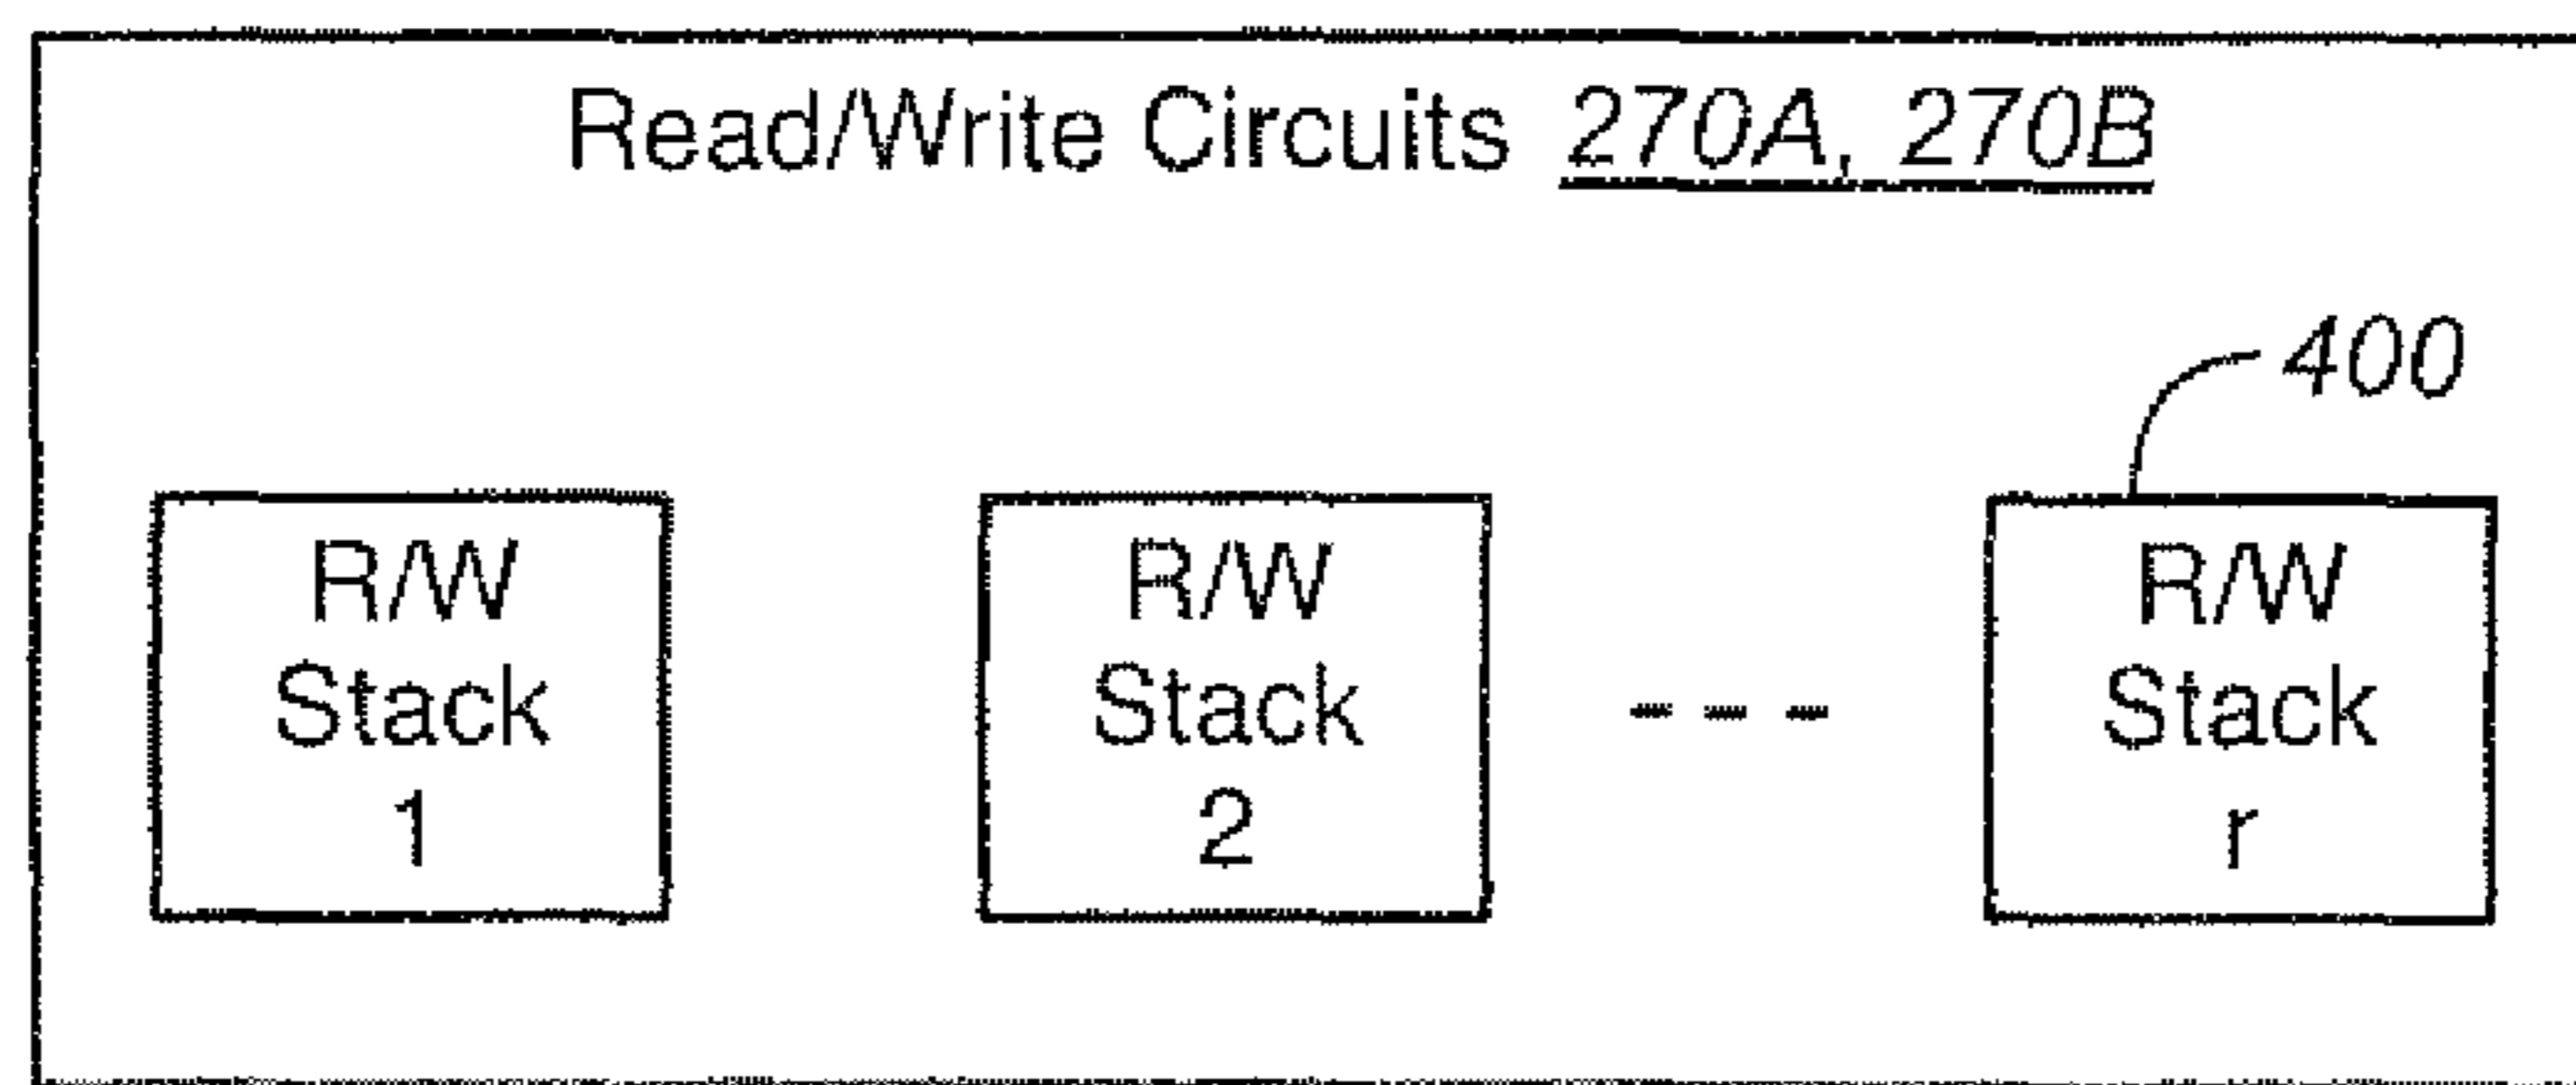 Read/Write Circuits 270A, 270B
400
R/W
Stack
1
R/W
Stack
2
R/W
Stack
r